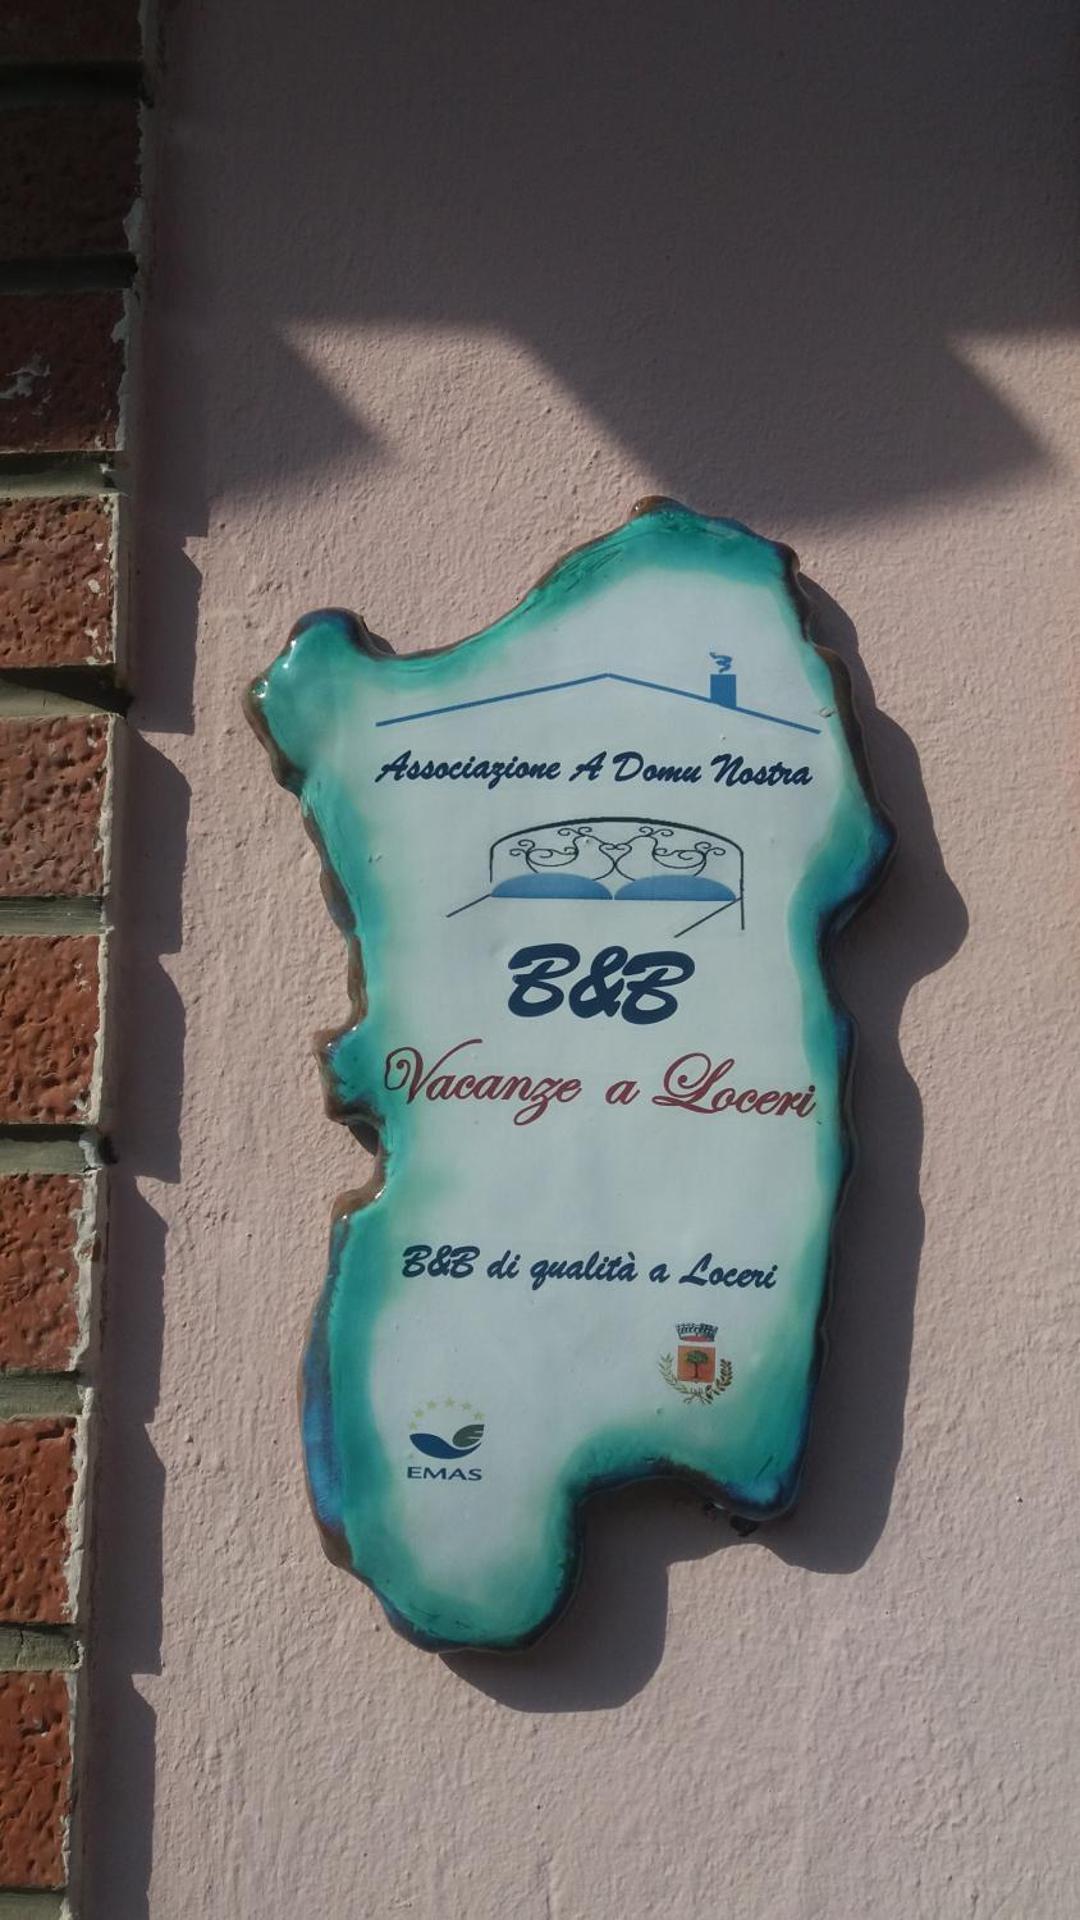 Associazione A Domu Nostra
B&B
Vacanze a Loceri
B&B di qualità a Loceri
EMAS